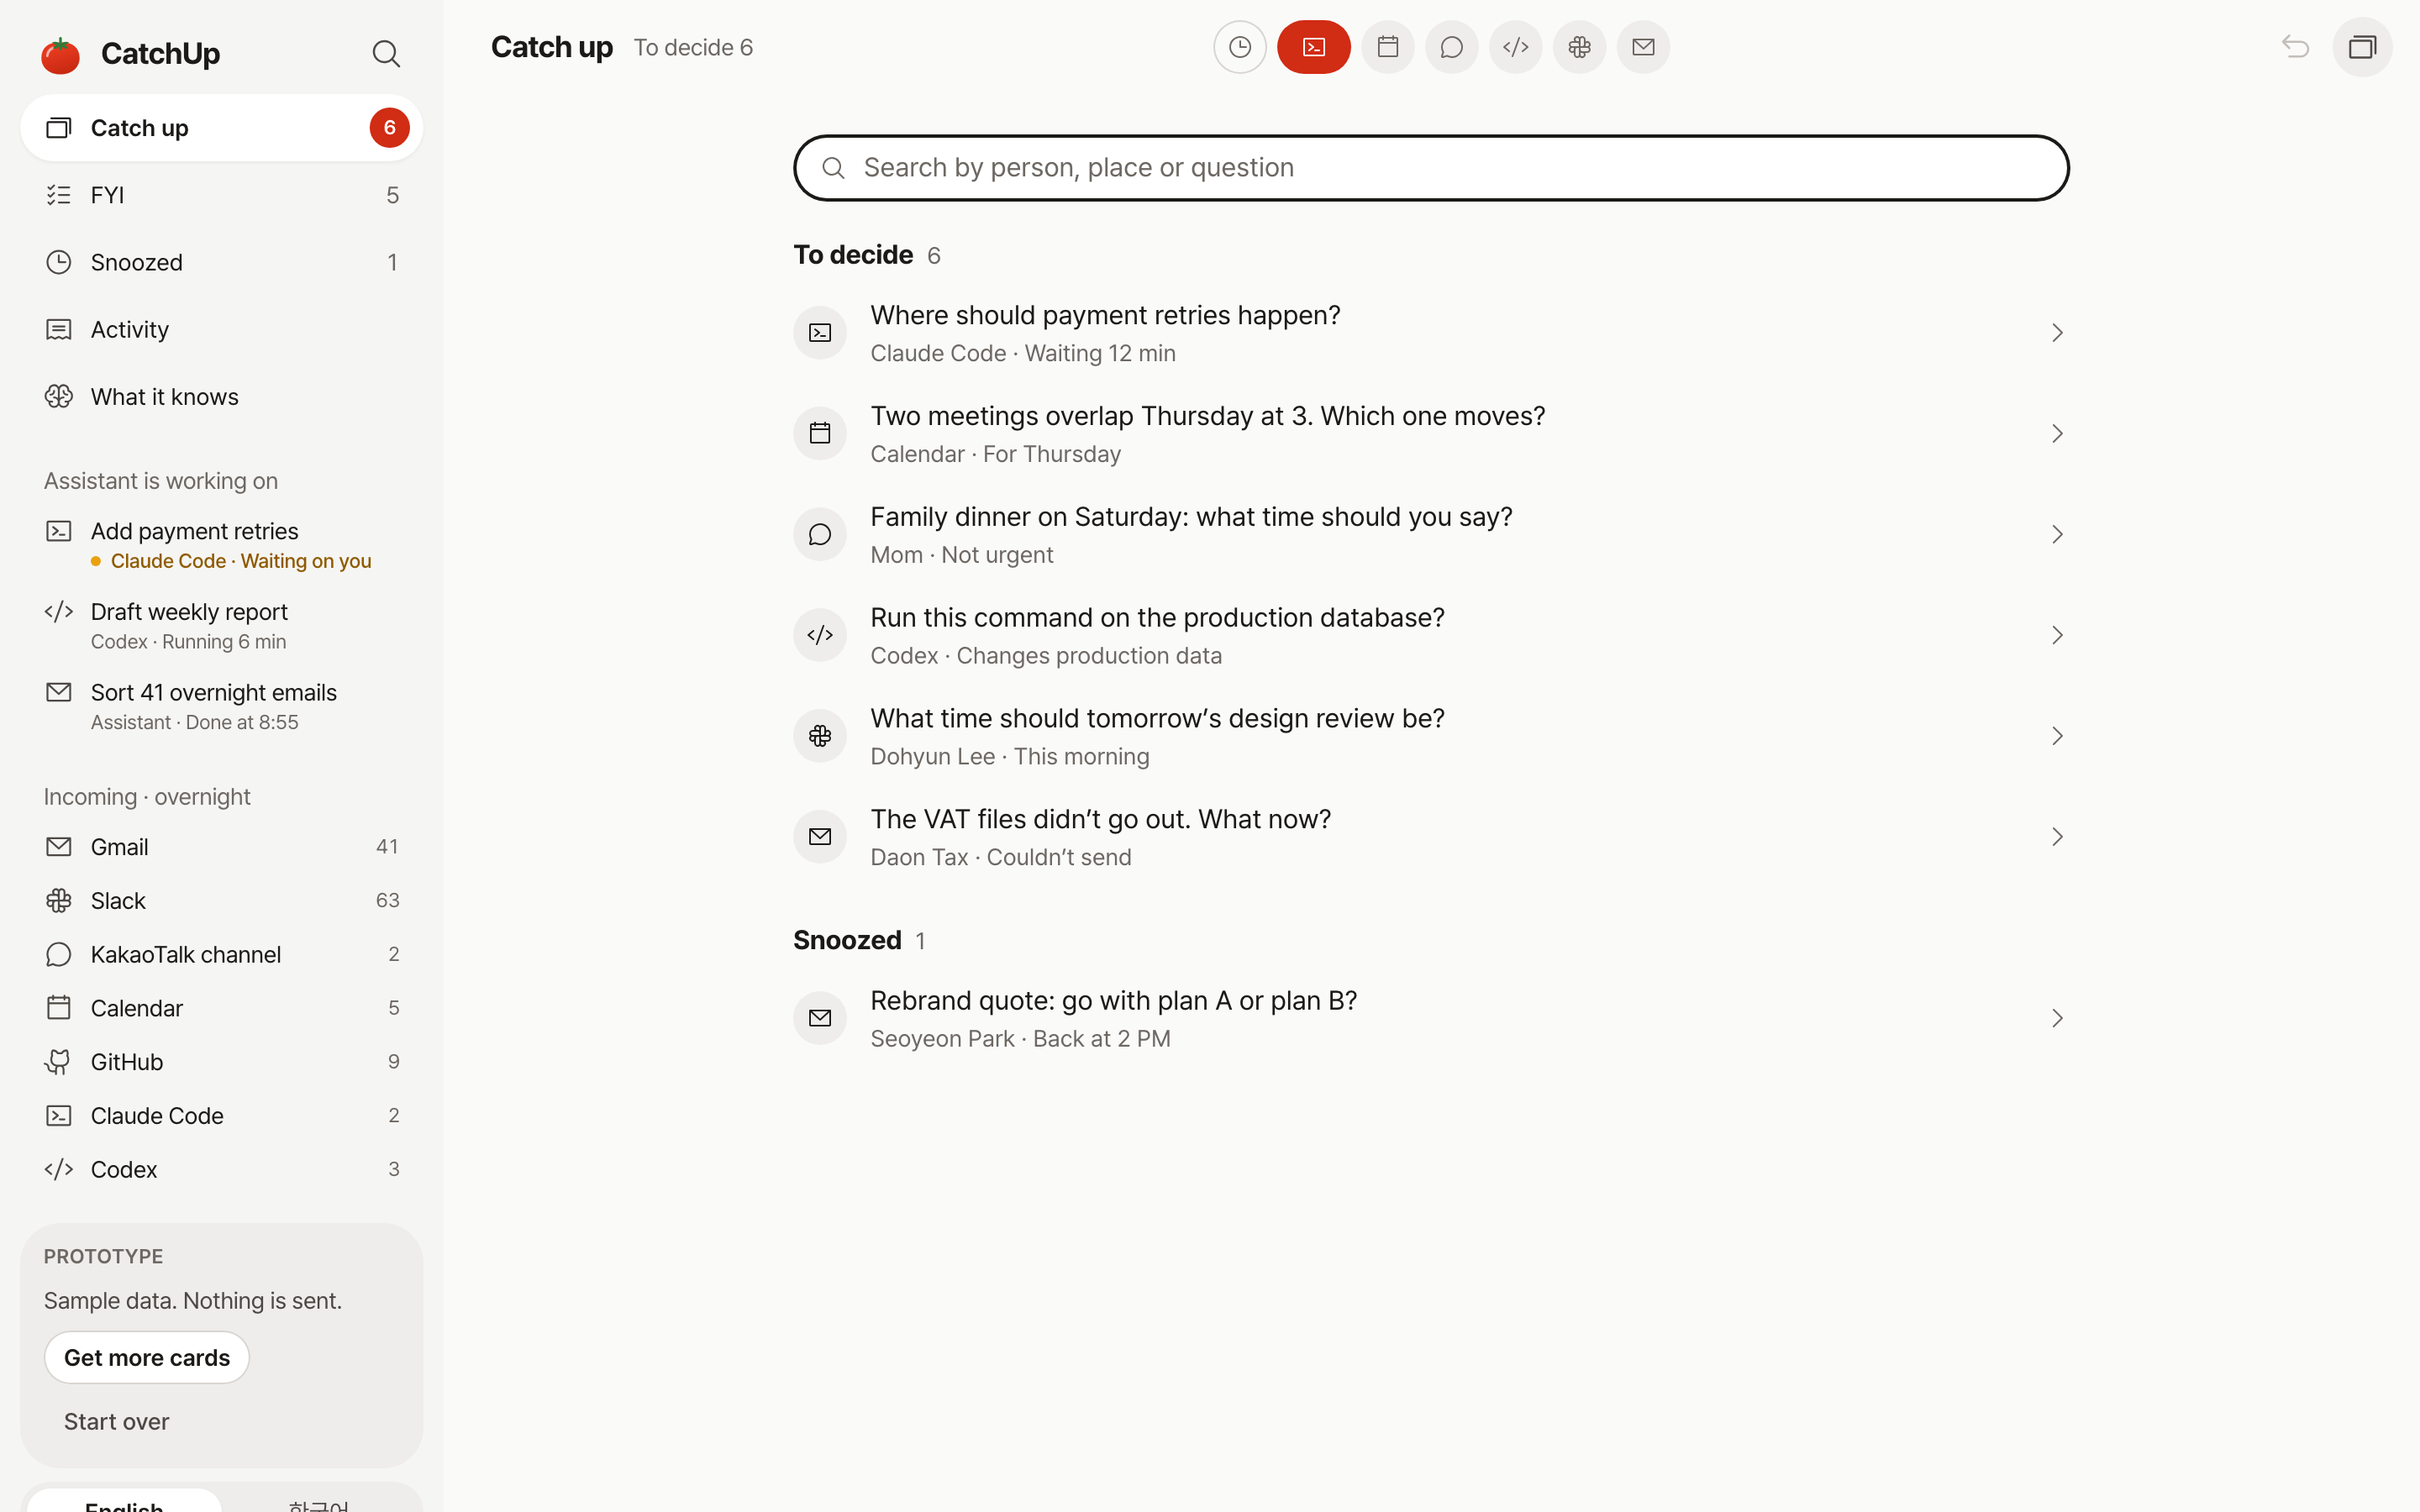 CatchUp
Catch up 6
FYI 5
Snoozed 1
Activity
What it knows
Assistant is working on
Add payment retries
Claude Code · Waiting on you
Draft weekly report
Codex · Running 6 min
Sort 41 overnight emails
Assistant · Done at 8:55
Incoming · overnight
Gmail 41
Slack 63
KakaoTalk channel 2
Calendar 5
GitHub 9
Claude Code 2
Codex 3
PROTOTYPE
Sample data. Nothing is sent.
Get more cards
Start over
English 한국어
Catch up To decide 6
Search by person, place or question
To decide 6
Where should payment retries happen?
Claude Code · Waiting 12 min
Two meetings overlap Thursday at 3. Which one moves?
Calendar · For Thursday
Family dinner on Saturday: what time should you say?
Mom · Not urgent
Run this command on the production database?
Codex · Changes production data
What time should tomorrow’s design review be?
Dohyun Lee · This morning
The VAT files didn’t go out. What now?
Daon Tax · Couldn’t send
Snoozed 1
Rebrand quote: go with plan A or plan B?
Seoyeon Park · Back at 2 PM